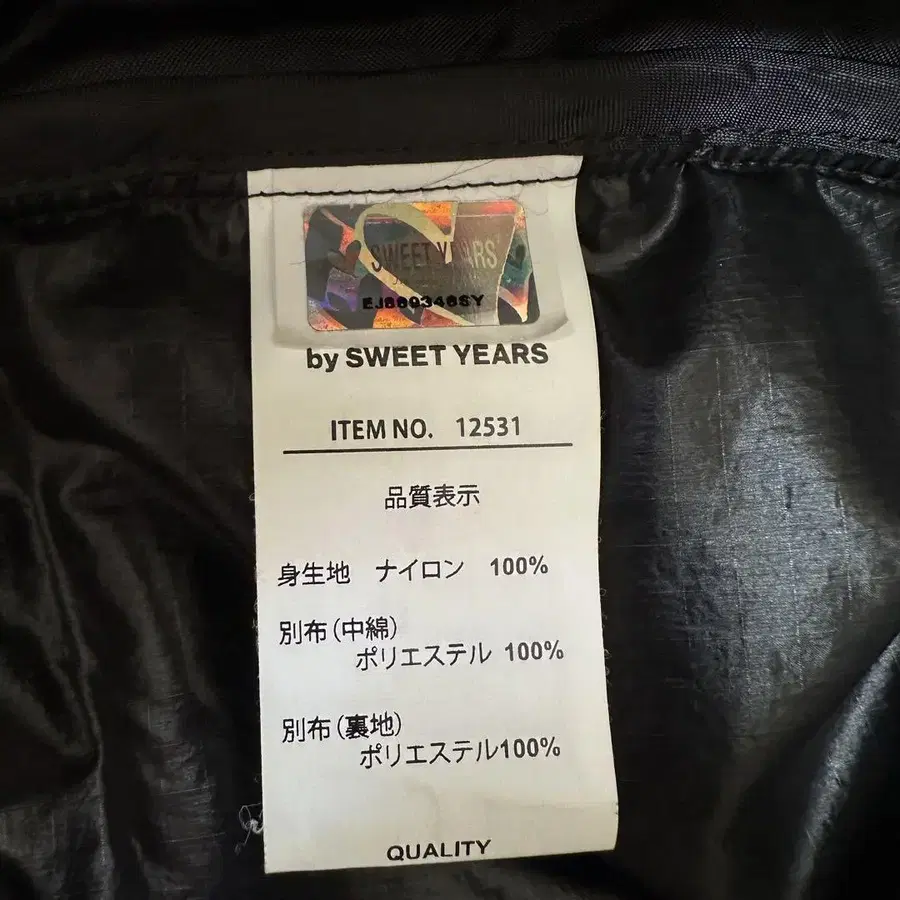 SWEET YEARS
by SWEET YEARS
ITEM NO. 12531
品質表示
身生地 ナイロン 100%
別布(中綿)
ポリエステル 100%
別布(裏地)
ポリエステル100%
QUALITY